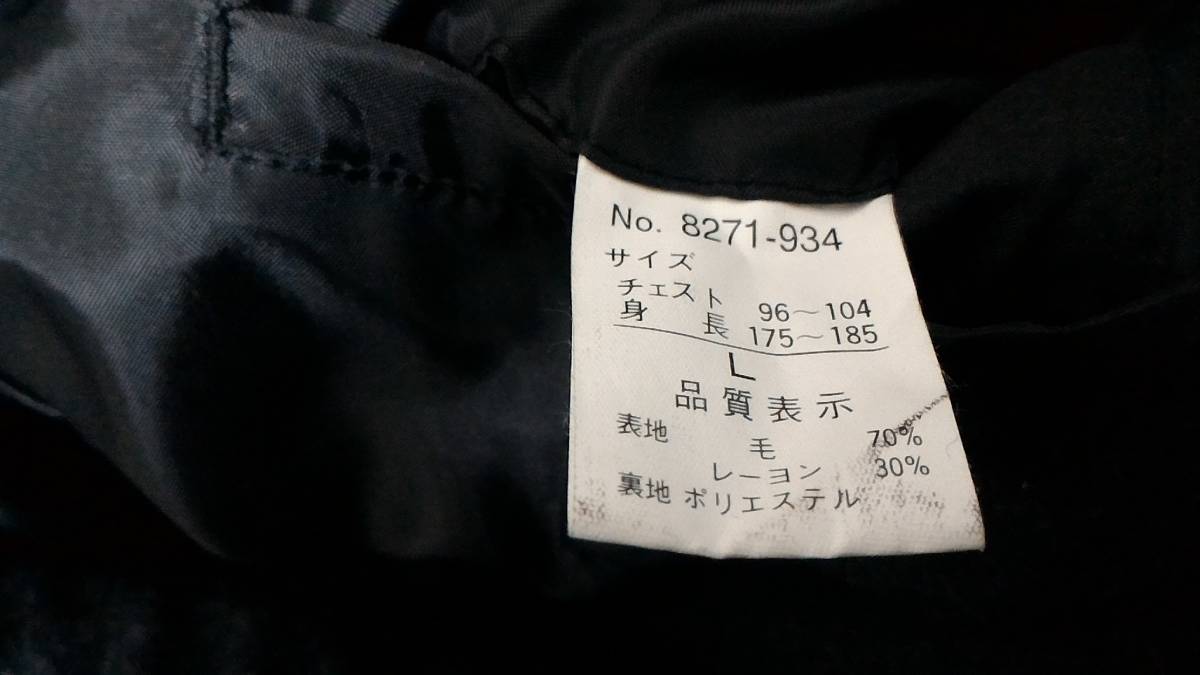 No. 8271-934
サイズ
チェスト 96～104
身長 175～185
L
品質表示
表地 毛 70%
レーヨン 30%
裏地 ポリエステル